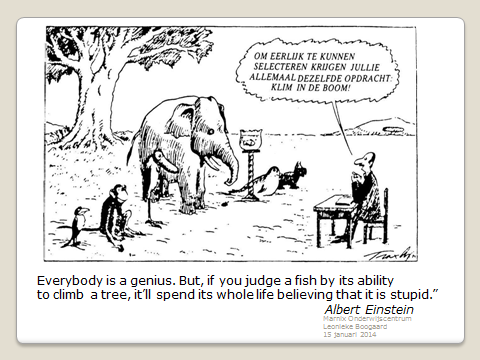 OM EERLIJK TE KUNNEN
SELECTEREN KRIJGEN JULLIE
ALLEMAAL DEZELFDE OPDRACHT:
KLIM IN DE BOOM!
Everybody is a genius. But, if you judge a fish by its ability
to climb a tree, it’ll spend its whole life believing that it is stupid.”
Albert Einstein
Marnix Onderwijscentrum
Leonieke Boogaard
15 januari 2014